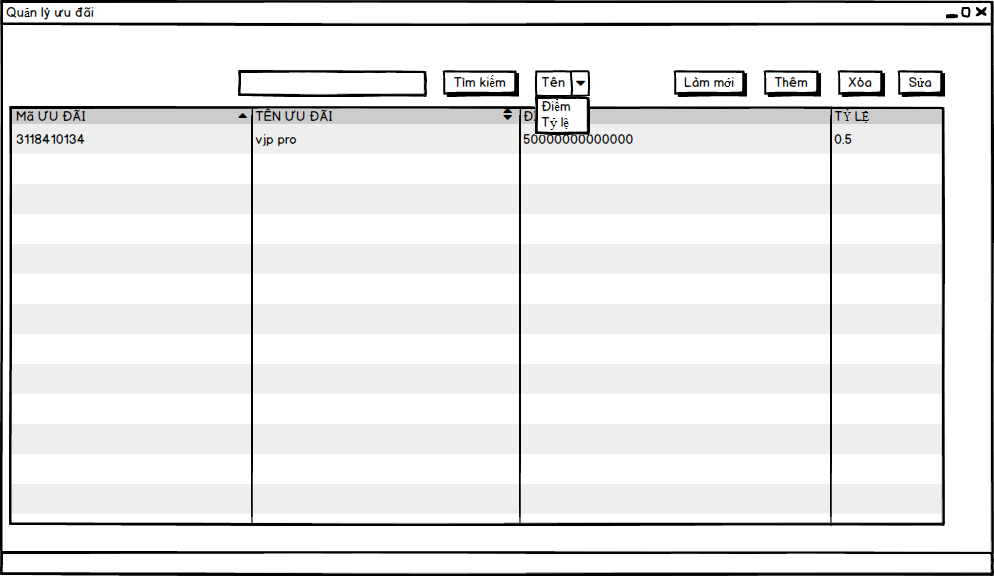 Quản lý ưu đãi
Tìm kiếm Tên Làm mới Thêm Xóa Sửa
Điểm
Tỷ lệ
Mã ƯU ĐÃI TÊN ƯU ĐÃI TỶ LỆ
3118410134 vjp pro 50000000000000 0.5